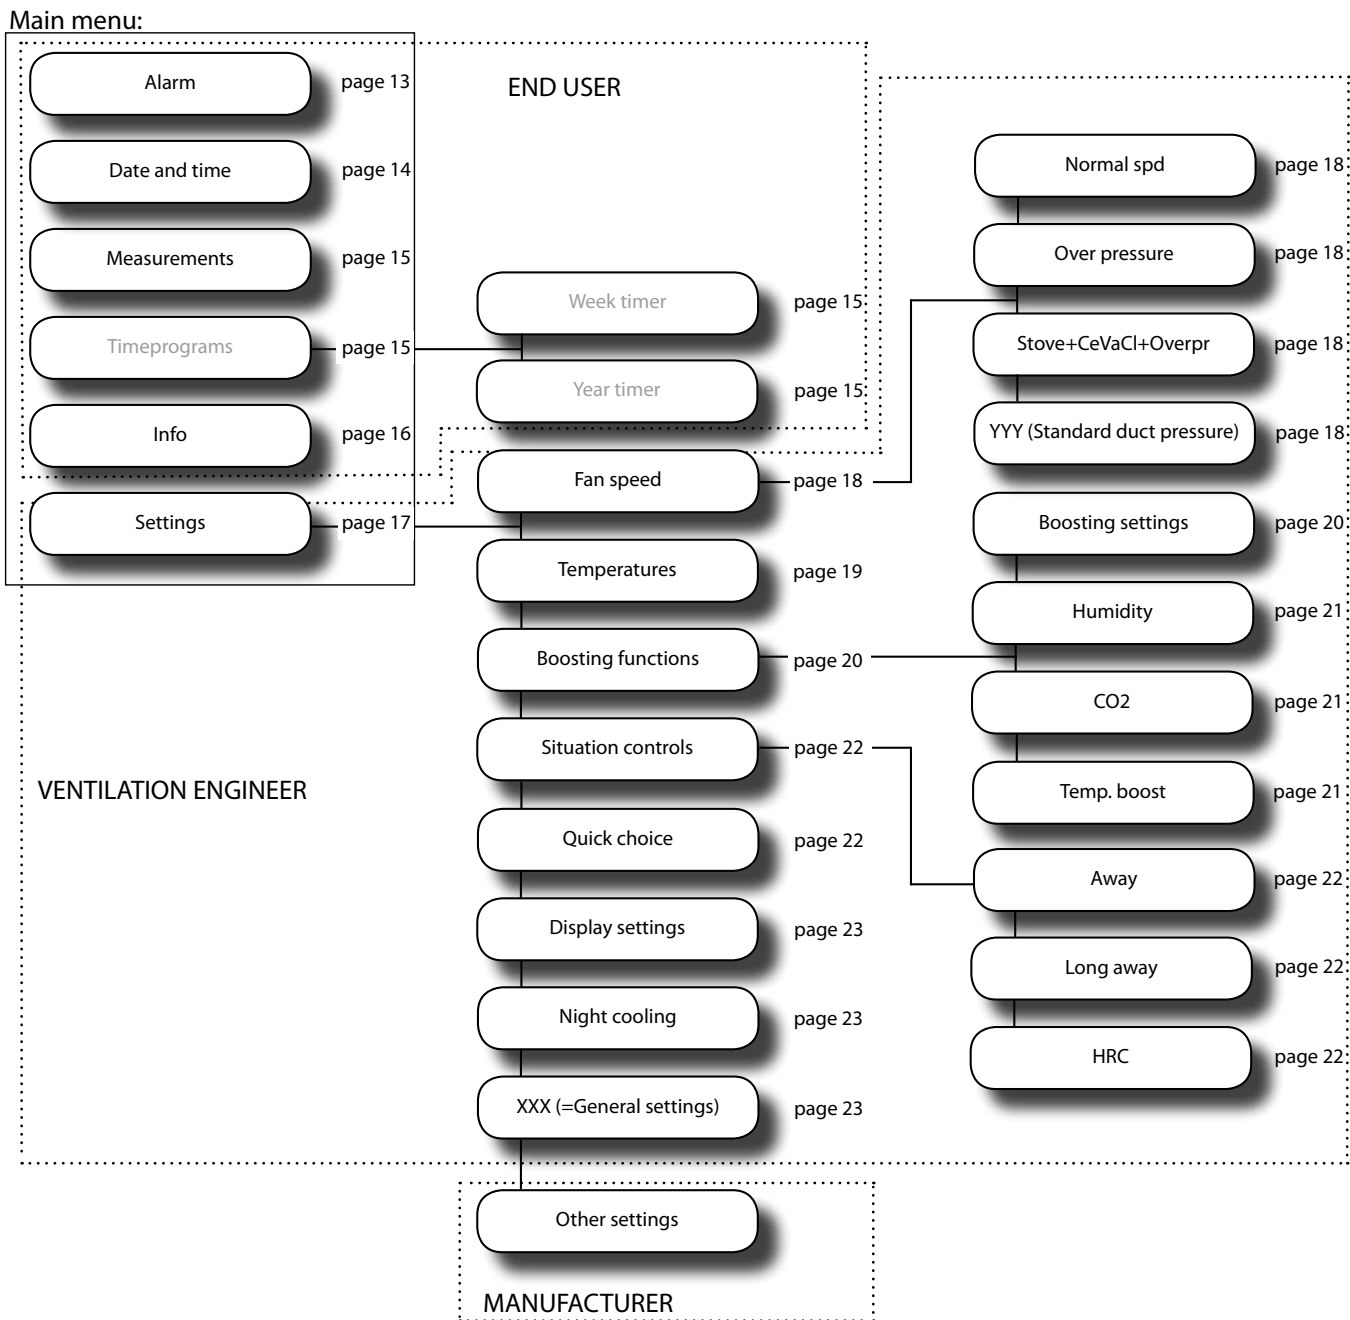 Main menu:
END USER
Alarm page 13
Date and time page 14
Measurements page 15
Timeprograms page 15
Info page 16
Settings page 17
Week timer page 15
Year timer page 15
VENTILATION ENGINEER
Fan speed page 18
Temperatures page 19
Boosting functions page 20
Situation controls page 22
Quick choice page 22
Display settings page 23
Night cooling page 23
XXX (=General settings) page 23
Normal spd page 18
Over pressure page 18
Stove+CeVaCl+Overpr page 18
YYY (Standard duct pressure) page 18
Boosting settings page 20
Humidity page 21
CO2 page 21
Temp. boost page 21
Away page 22
Long away page 22
HRC page 22
Other settings
MANUFACTURER